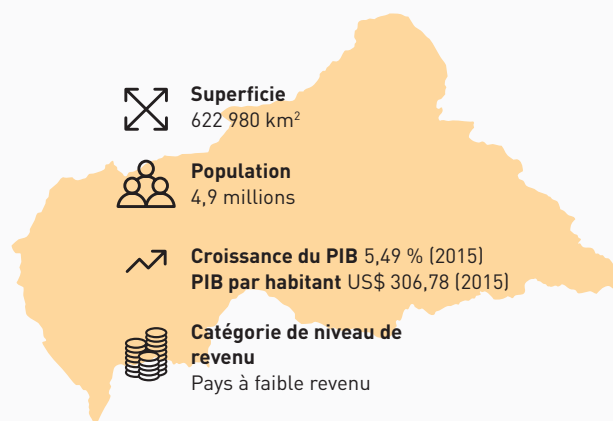 Superficie
622 980 km²
Population
4,9 millions
Croissance du PIB 5,49 % (2015)
PIB par habitant US$ 306,78 (2015)
Catégorie de niveau de
revenu
Pays à faible revenu